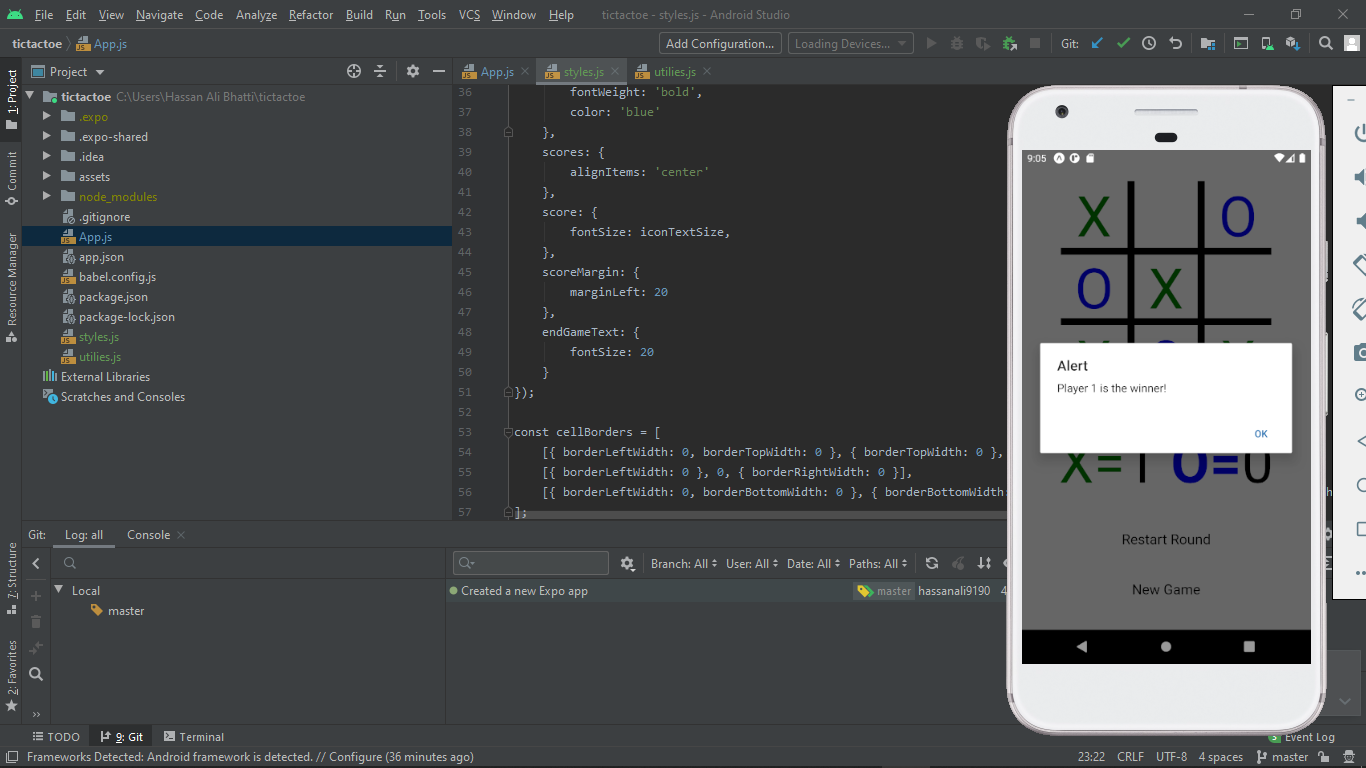 File Edit View Navigate Code Analyze Refactor Build Run Tools VCS Window Help tictactoe - styles.js - Android Studio
tictactoe App.js Add Configuration... Loading Devices... Git:
Project
App.js styles.js utilies.js
1: Project
Commit
Resource Manager
Z: Structure
2: Favorites
tictactoe C:\Users\Hassan Ali Bhatti\tictactoe
.expo
.expo-shared
.idea
assets
node_modules
.gitignore
App.js
app.json
babel.config.js
package.json
package-lock.json
styles.js
utilies.js
External Libraries
Scratches and Consoles
36 fontWeight: 'bold',
37 color: 'blue'
38 },
39 scores: {
40 alignItems: 'center'
41 },
42 score: {
43 fontSize: iconTextSize,
44 },
45 scoreMargin: {
46 marginLeft: 20
47 },
48 endGameText: {
49 fontSize: 20
50 }
51 });
52
53 const cellBorders = [
54 [{ borderLeftWidth: 0, borderTopWidth: 0 }, { borderTopWidth: 0 },
55 [{ borderLeftWidth: 0 }, 0, { borderRightWidth: 0 }],
56 [{ borderLeftWidth: 0, borderBottomWidth: 0 }, { borderBottomWidth:
57 ];
9:05
X O
O X
Alert
Player 1 is the winner!
OK
X=1 O=0
Restart Round
New Game
Git: Log: all Console
Branch: All User: All Date: All Paths: All
Local
master
Created a new Expo app master hassanali9190 4
TODO 9: Git Terminal Event Log
Frameworks Detected: Android framework is detected. // Configure (36 minutes ago) 23:22 CRLF UTF-8 4 spaces master